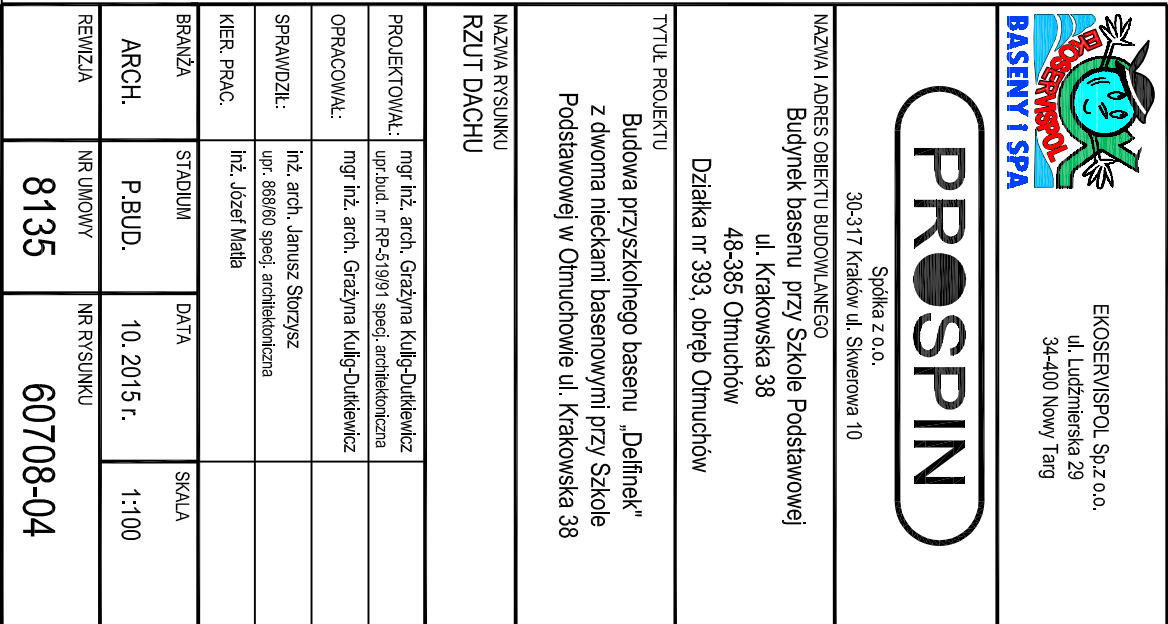 EKOSERVISPOL
BASENY I SPA
EKOSERVISPOL Sp.z o.o.
ul. Ludźmierska 29
34-400 Nowy Targ
PROSPIN
Spółka z o.o.
30-317 Kraków ul. Skwerowa 10
NAZWA I ADRES OBIEKTU BUDOWLANEGO
Budynek basenu przy Szkole Podstawowej
ul. Krakowska 38
48-385 Otmuchów
Działka nr 393, obręb Otmuchów
TYTUŁ PROJEKTU
Budowa przyszkolnego basenu „Delfinek"
z dwoma nieckami basenowymi przy Szkole
Podstawowej w Otmuchowie ul. Krakowska 38
NAZWA RYSUNKU
RZUT DACHU
PROJEKTOWAŁ: mgr inż. arch. Grażyna Kulig-Dutkiewicz
upr.bud. nr RP-519/91 specj. architektoniczna
OPRACOWAŁ: mgr inż. arch. Grażyna Kulig-Dutkiewicz
SPRAWDZIŁ: inż. arch. Janusz Storzysz
upr. 868/60 specj. architektoniczna
KIER. PRAC. inż. Józef Matla
BRANŻA STADIUM DATA SKALA
ARCH. P.BUD. 10. 2015 r. 1:100
REWIZJA NR UMOWY NR RYSUNKU
8135 60708-04